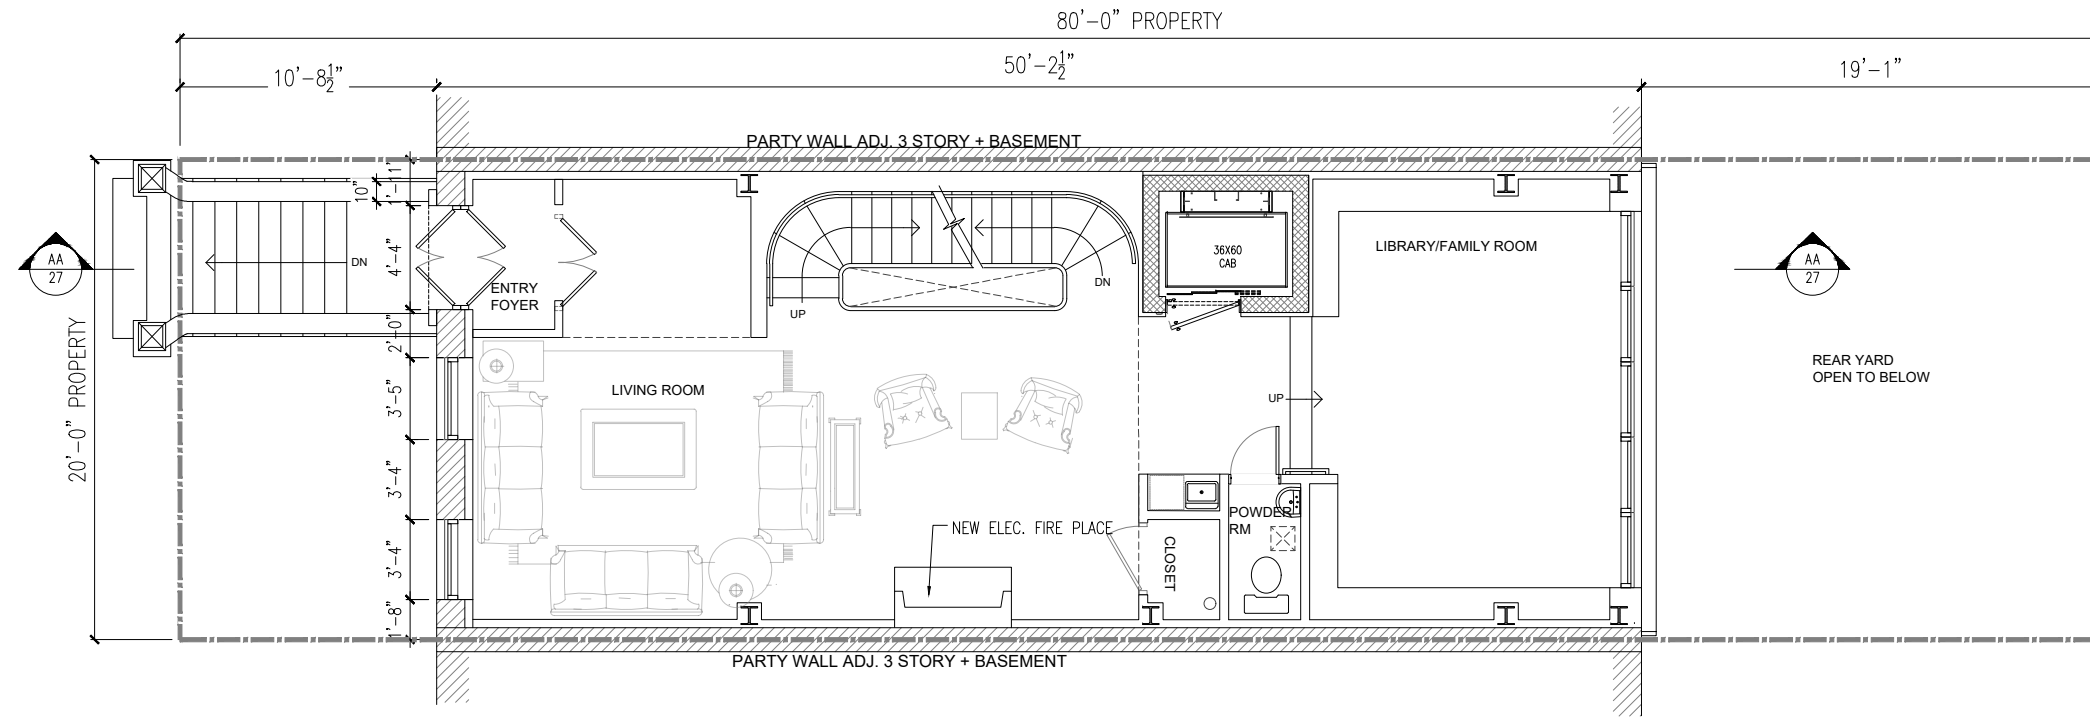 80'-0" PROPERTY
10'-8½"
50'-2½"
19'-1"
PARTY WALL ADJ. 3 STORY + BASEMENT
10"
1'-11"
4'-4"
2'-0"
3'-5"
3'-4"
3'-4"
1'-8"
20'-0" PROPERTY
AA
27
DN
ENTRY
FOYER
UP
DN
36X60
CAB
LIBRARY/FAMILY ROOM
AA
27
REAR YARD
OPEN TO BELOW
LIVING ROOM
UP
NEW ELEC. FIRE PLACE
CLOSET
POWDER
RM
PARTY WALL ADJ. 3 STORY + BASEMENT